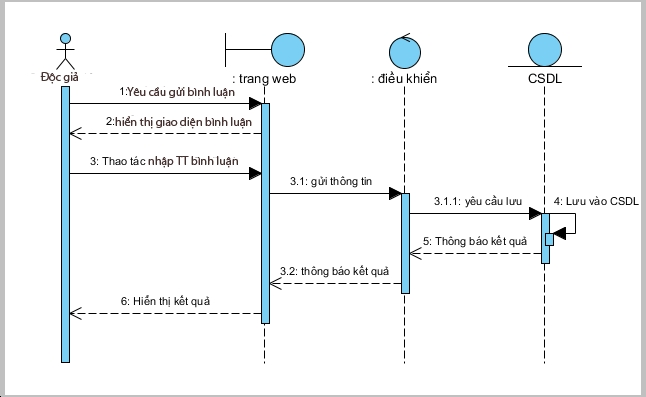 Độc giả
: trang web
: điều khiển
CSDL
1:Yêu cầu gửi bình luận
2:hiển thị giao diện bình luận
3: Thao tác nhập TT bình luận
3.1: gửi thông tin
3.1.1: yêu cầu lưu
4: Lưu vào CSDL
5: Thông báo kết quả
3.2: thông báo kết quả
6: Hiển thị kết quả